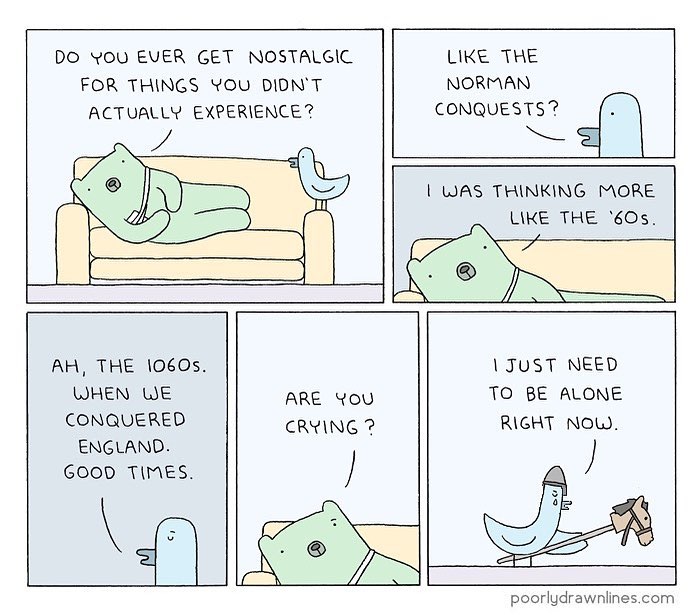 DO YOU EVER GET NOSTALGIC
FOR THINGS YOU DIDN'T
ACTUALLY EXPERIENCE?
LIKE THE
NORMAN
CONQUESTS?
I WAS THINKING MORE
LIKE THE '60s.
AH, THE 1060s.
WHEN WE
CONQUERED
ENGLAND.
GOOD TIMES.
ARE YOU
CRYING?
I JUST NEED
TO BE ALONE
RIGHT NOW.
poorlydrawnlines.com